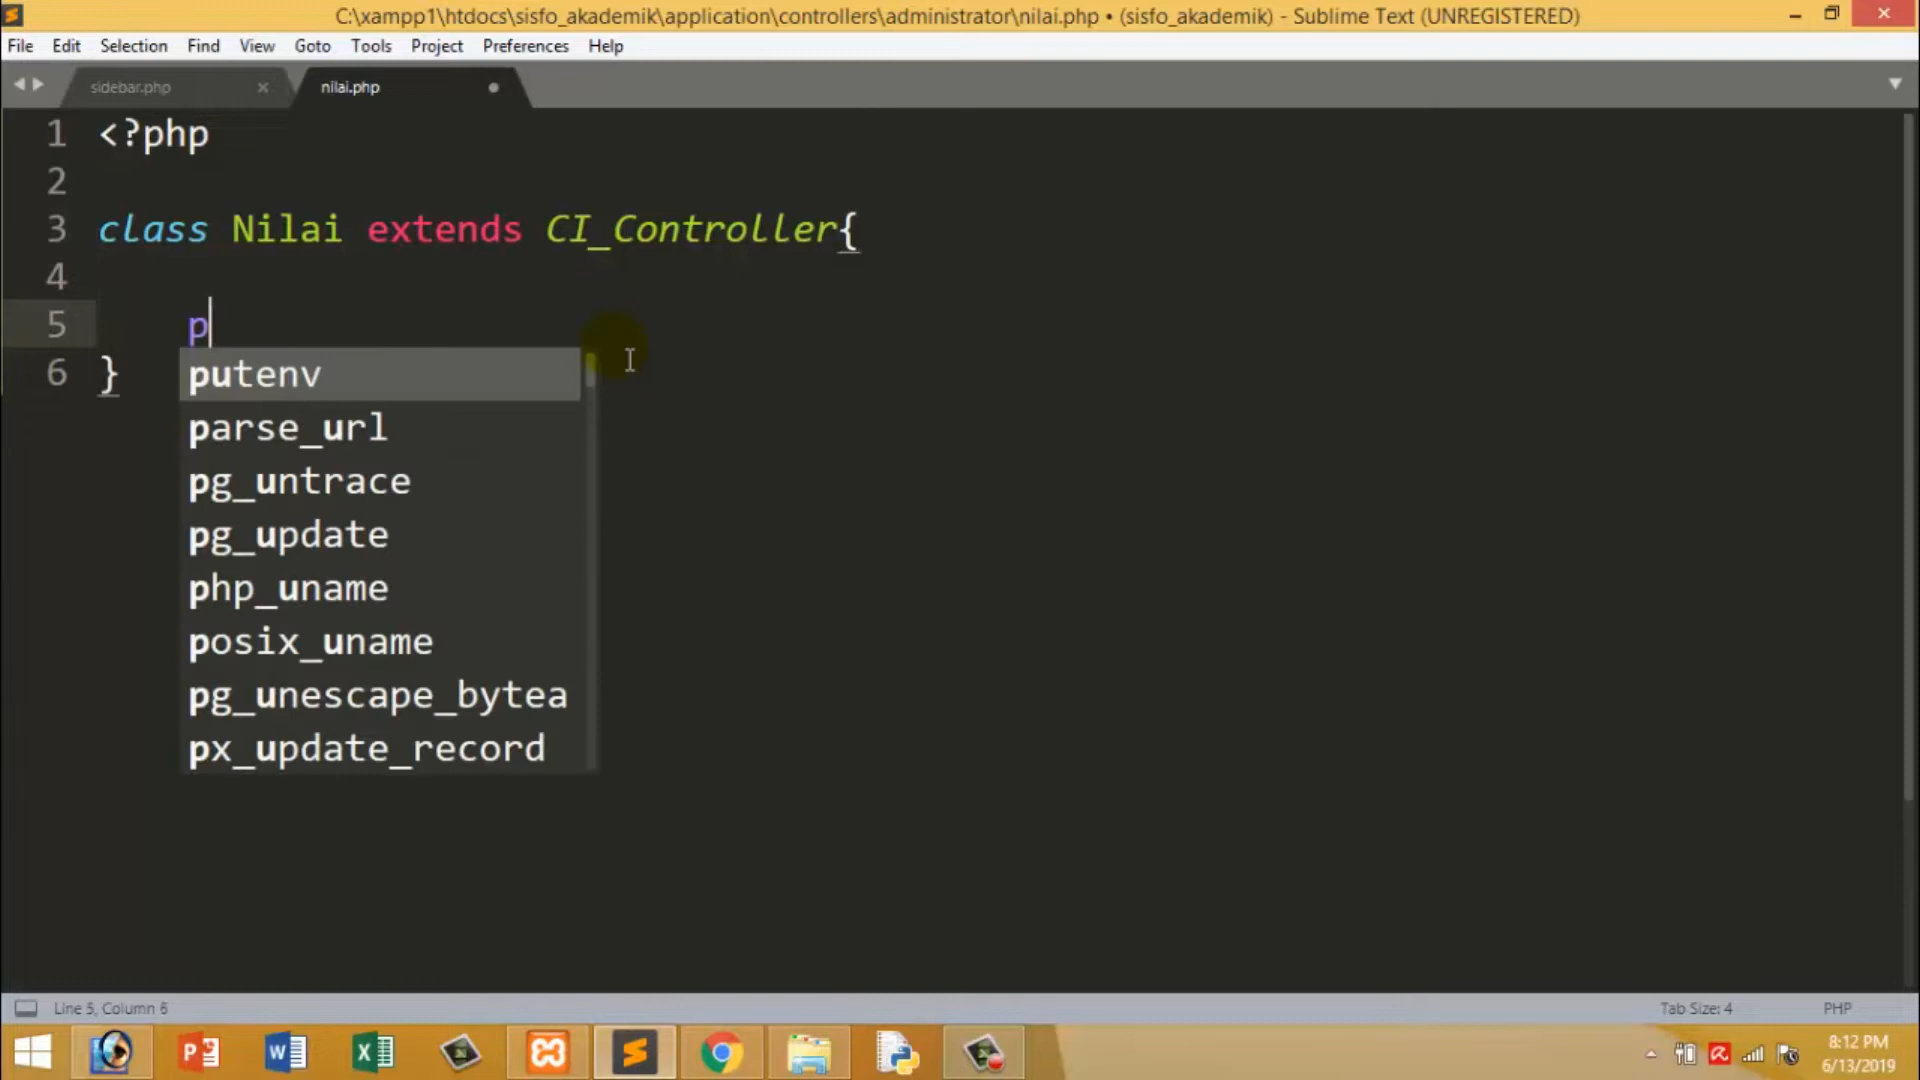 C:\xampp1\htdocs\sisfo_akademik\application\controllers\administrator\nilai.php • (sisfo_akademik) - Sublime Text (UNREGISTERED)
File Edit Selection Find View Goto Tools Project Preferences Help
sidebar.php
nilai.php
1 <?php
2
3 class Nilai extends CI_Controller{
4
5 p
6 }
putenv
parse_url
pg_untrace
pg_update
php_uname
posix_uname
pg_unescape_bytea
px_update_record
Line 5, Column 6
Tab Size: 4
PHP
8:12 PM
6/13/2019